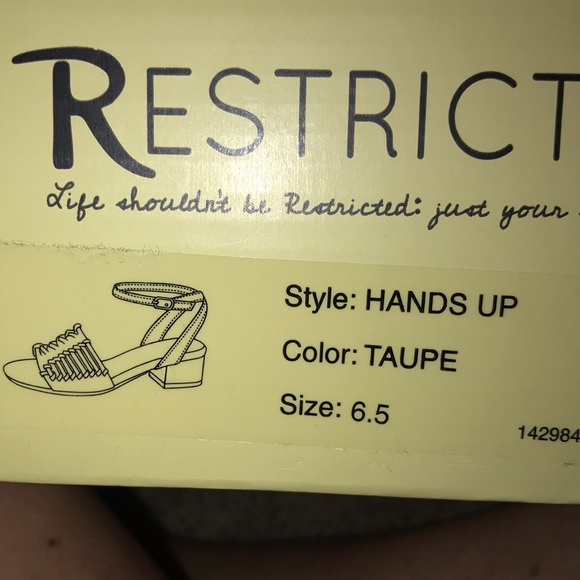 RESTRICT
Life shouldn't be Restricted: just your
Style: HANDS UP
Color: TAUPE
Size: 6.5
142984